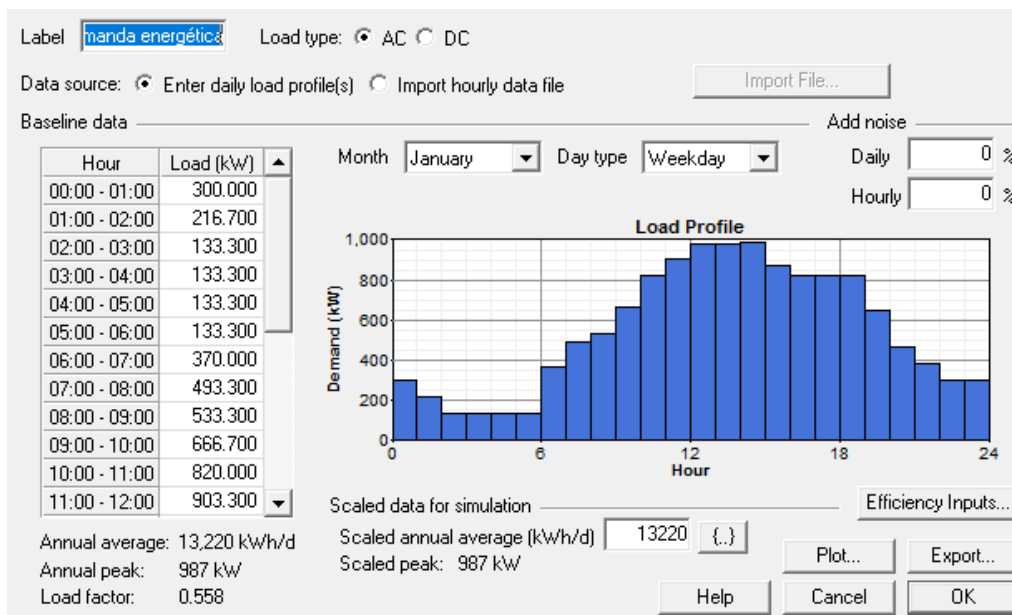 Label manda energética Load type: AC DC
Data source: Enter daily load profile(s) Import hourly data file Import File...
Baseline data Add noise
Hour Load (kW)
00:00 - 01:00 300.000
01:00 - 02:00 216.700
02:00 - 03:00 133.300
03:00 - 04:00 133.300
04:00 - 05:00 133.300
05:00 - 06:00 133.300
06:00 - 07:00 370.000
07:00 - 08:00 493.300
08:00 - 09:00 533.300
09:00 - 10:00 666.700
10:00 - 11:00 820.000
11:00 - 12:00 903.300
Annual average: 13,220 kWh/d
Annual peak: 987 kW
Load factor: 0.558
Month January Day type Weekday
Daily 0 %
Hourly 0 %
Load Profile
Demand (kW)
1,000
800
600
400
200
0
0 6 12 18 24
Hour
Scaled data for simulation
Scaled annual average (kWh/d) 13220 {..}
Scaled peak: 987 kW
Efficiency Inputs...
Plot... Export...
Help Cancel OK